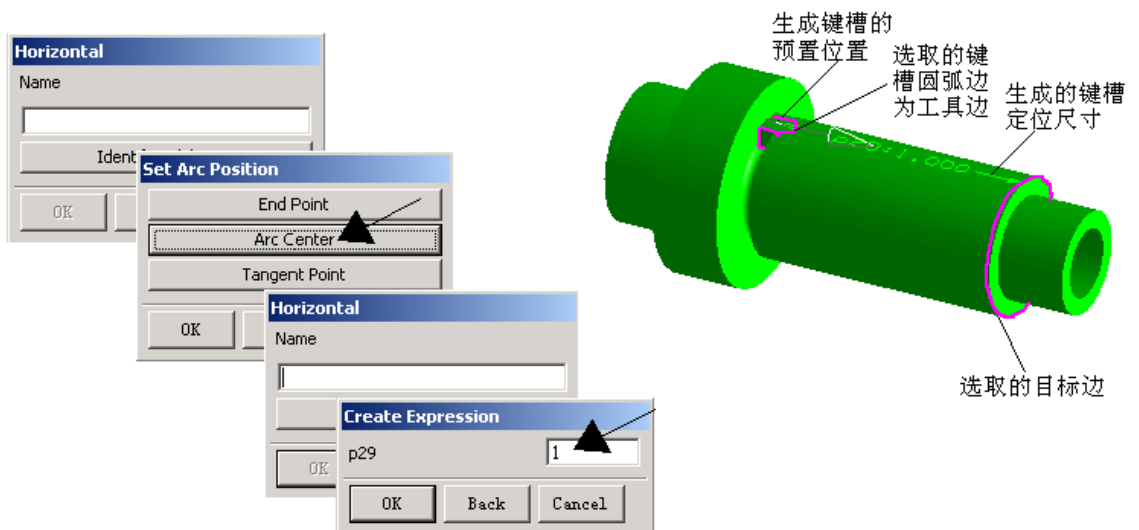 Horizontal
Name
OK
Set Arc Position
End Point
Arc Center
Tangent Point
OK
Horizontal
Name
OK
Create Expression
p29
1
OK
Back
Cancel
生成键槽的
预置位置
选取的键
槽圆弧边
为工具边
生成的键槽
定位尺寸
选取的目标边